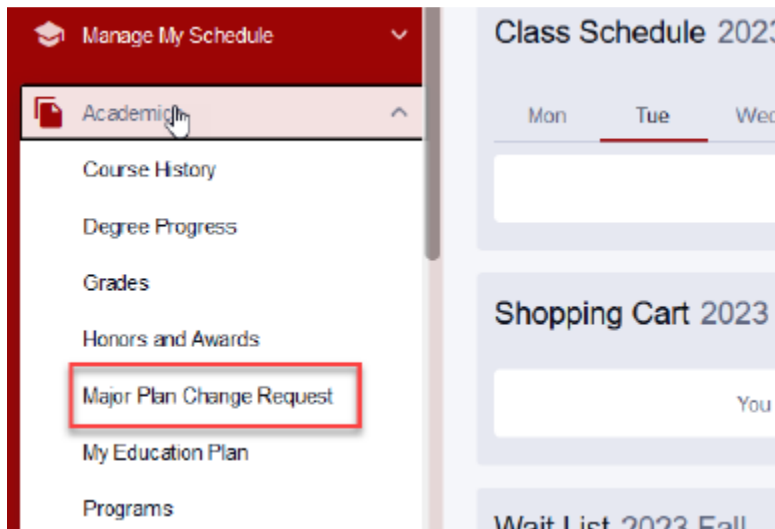 Manage My Schedule
Academic
Course History
Degree Progress
Grades
Honors and Awards
Major Plan Change Request
My Education Plan
Programs
Class Schedule 2023
Mon Tue Wed
Shopping Cart 2023
You
Wait List 2023 Fall